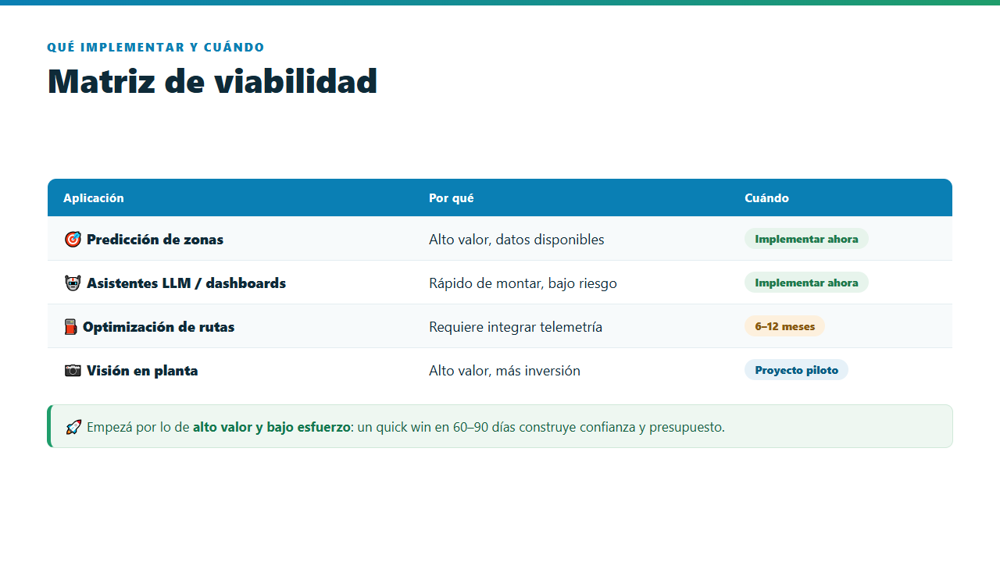 QUÉ IMPLEMENTAR Y CUÁNDO
Matriz de viabilidad
Aplicación Por qué Cuándo
🎯 Predicción de zonas Alto valor, datos disponibles Implementar ahora
🤖 Asistentes LLM / dashboards Rápido de montar, bajo riesgo Implementar ahora
⛽ Optimización de rutas Requiere integrar telemetría 6–12 meses
📷 Visión en planta Alto valor, más inversión Proyecto piloto
🚀 Empezá por lo de alto valor y bajo esfuerzo: un quick win en 60–90 días construye confianza y presupuesto.